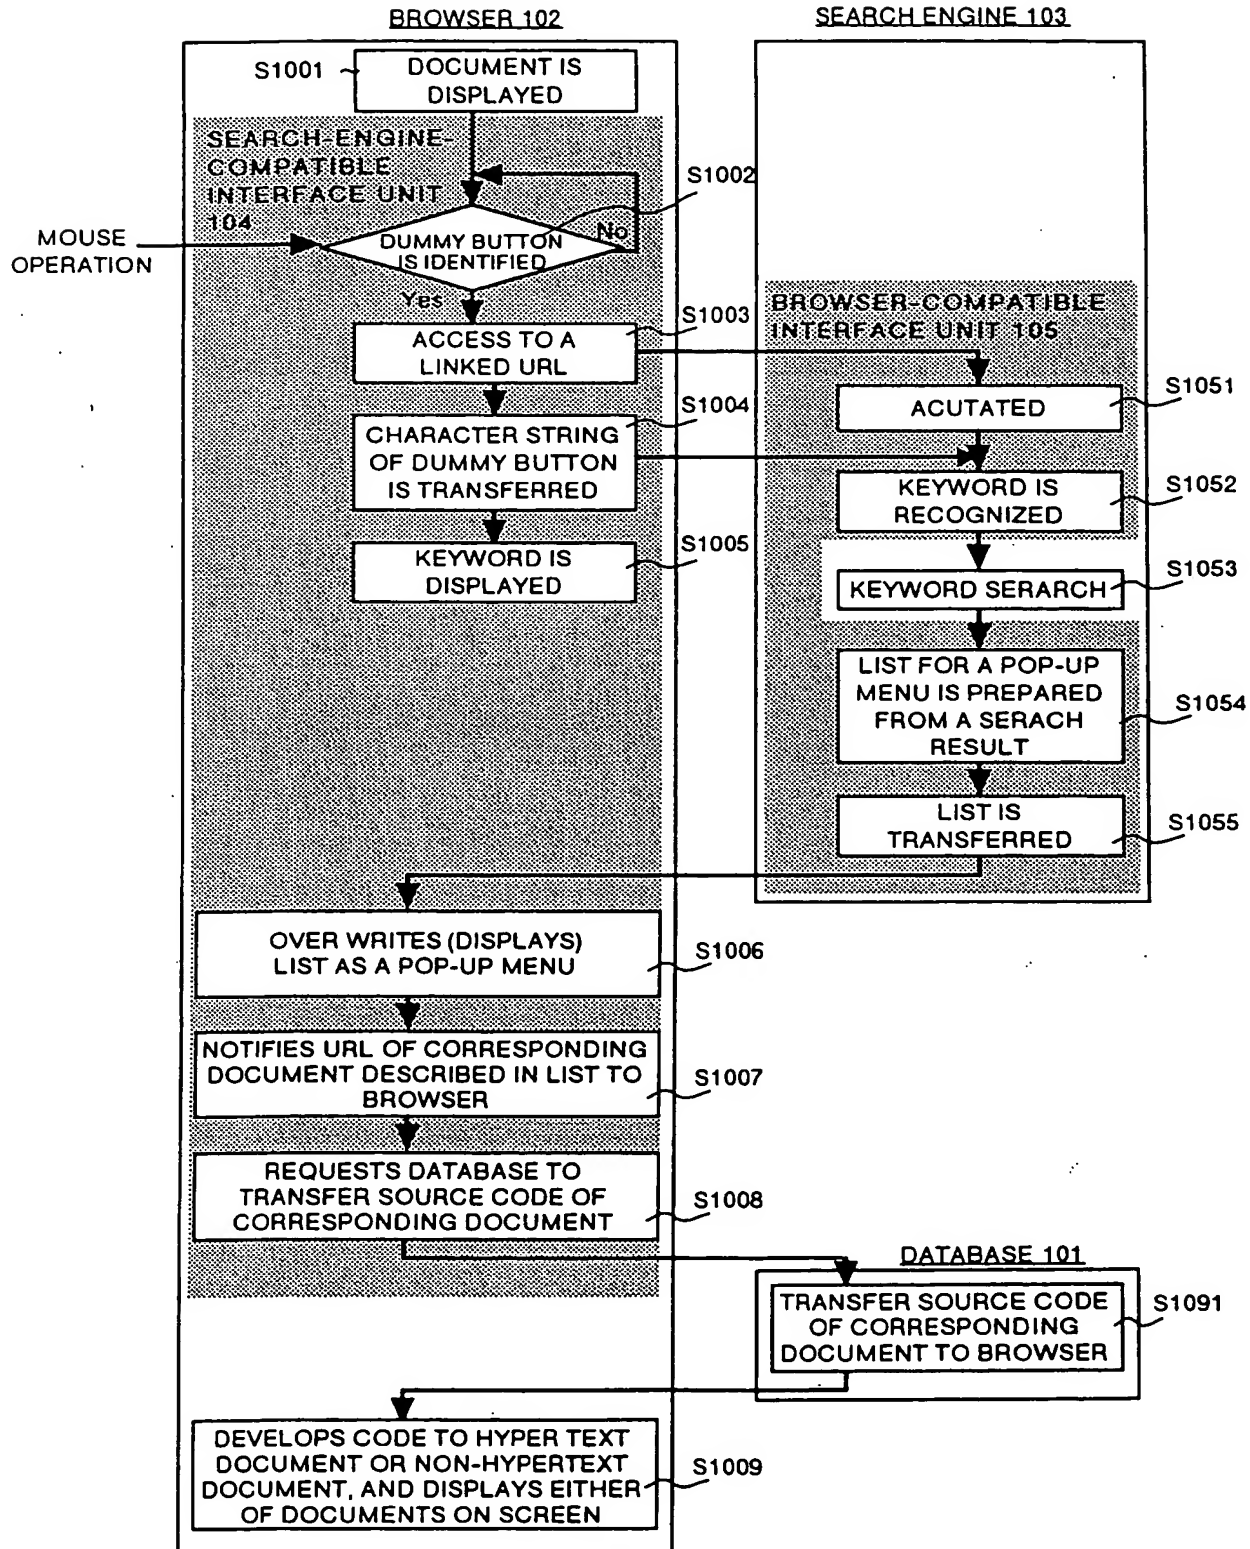 BROWSER 102
SEARCH ENGINE 103
S1001
DOCUMENT IS
DISPLAYED
SEARCH-ENGINE-
COMPATIBLE
INTERFACE UNIT
104
S1002
MOUSE
OPERATION
DUMMY BUTTON
IS IDENTIFIED
No
Yes
S1003
ACCESS TO A
LINKED URL
BROWSER-COMPATIBLE
INTERFACE UNIT 105
S1051
ACUTATED
S1004
CHARACTER STRING
OF DUMMY BUTTON
IS TRANSFERRED
S1052
KEYWORD IS
RECOGNIZED
S1005
KEYWORD IS
DISPLAYED
S1053
KEYWORD SERARCH
LIST FOR A POP-UP
MENU IS PREPARED
FROM A SERACH
RESULT
S1054
LIST IS
TRANSFERRED
S1055
OVER WRITES (DISPLAYS)
LIST AS A POP-UP MENU
S1006
NOTIFIES URL OF CORRESPONDING
DOCUMENT DESCRIBED IN LIST TO
BROWSER
S1007
REQUESTS DATABASE TO
TRANSFER SOURCE CODE OF
CORRESPONDING DOCUMENT
S1008
DATABASE 101
TRANSFER SOURCE CODE
OF CORRESPONDING
DOCUMENT TO BROWSER
S1091
DEVELOPS CODE TO HYPER TEXT
DOCUMENT OR NON-HYPERTEXT
DOCUMENT, AND DISPLAYS EITHER
OF DOCUMENTS ON SCREEN
S1009